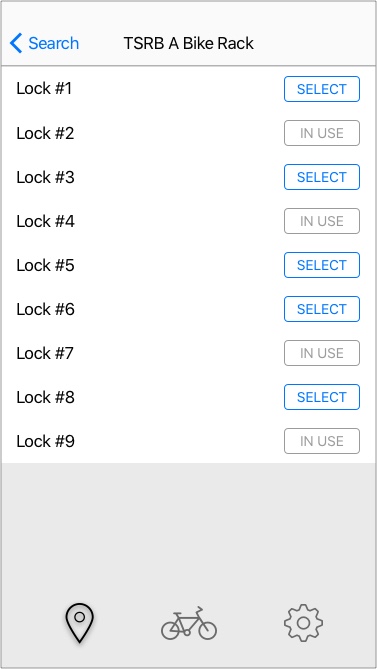 Search TSRB A Bike Rack
Lock #1 SELECT
Lock #2 IN USE
Lock #3 SELECT
Lock #4 IN USE
Lock #5 SELECT
Lock #6 SELECT
Lock #7 IN USE
Lock #8 SELECT
Lock #9 IN USE